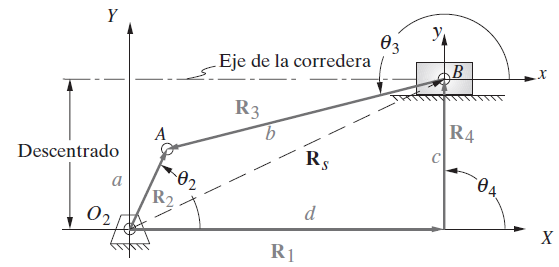 Y
θ3
y
Eje de la corredera
B
x
R3
A
b
R4
Descentrado
Rs
c
a
θ2
R2
θ4
O2
d
X
R1